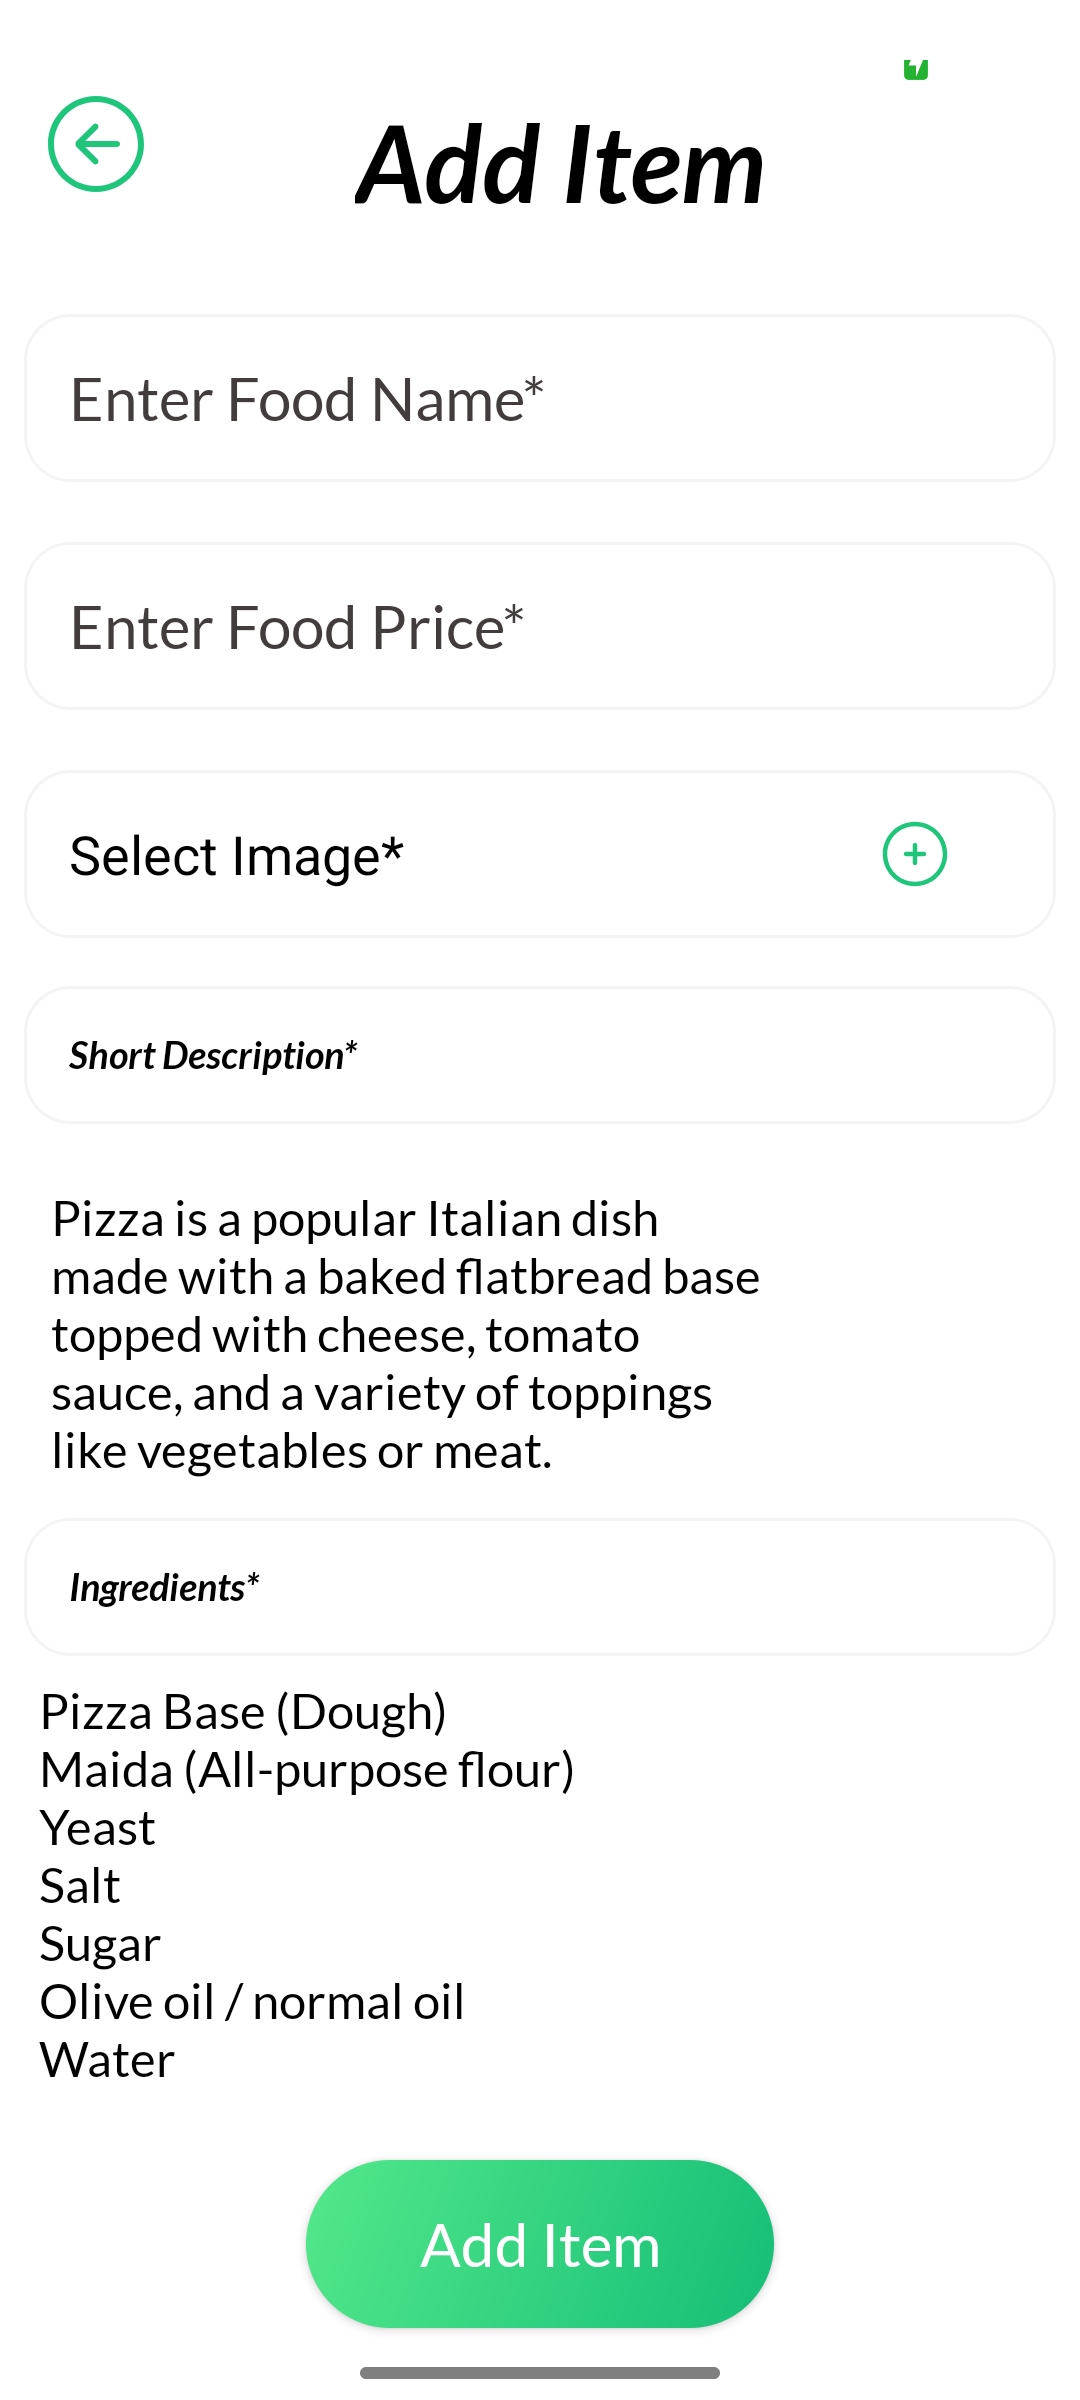 Add Item
Enter Food Name*
Enter Food Price*
Select Image*
Short Description*
Pizza is a popular Italian dish
made with a baked flatbread base
topped with cheese, tomato
sauce, and a variety of toppings
like vegetables or meat.
Ingredients*
Pizza Base (Dough)
Maida (All-purpose flour)
Yeast
Salt
Sugar
Olive oil / normal oil
Water
Add Item